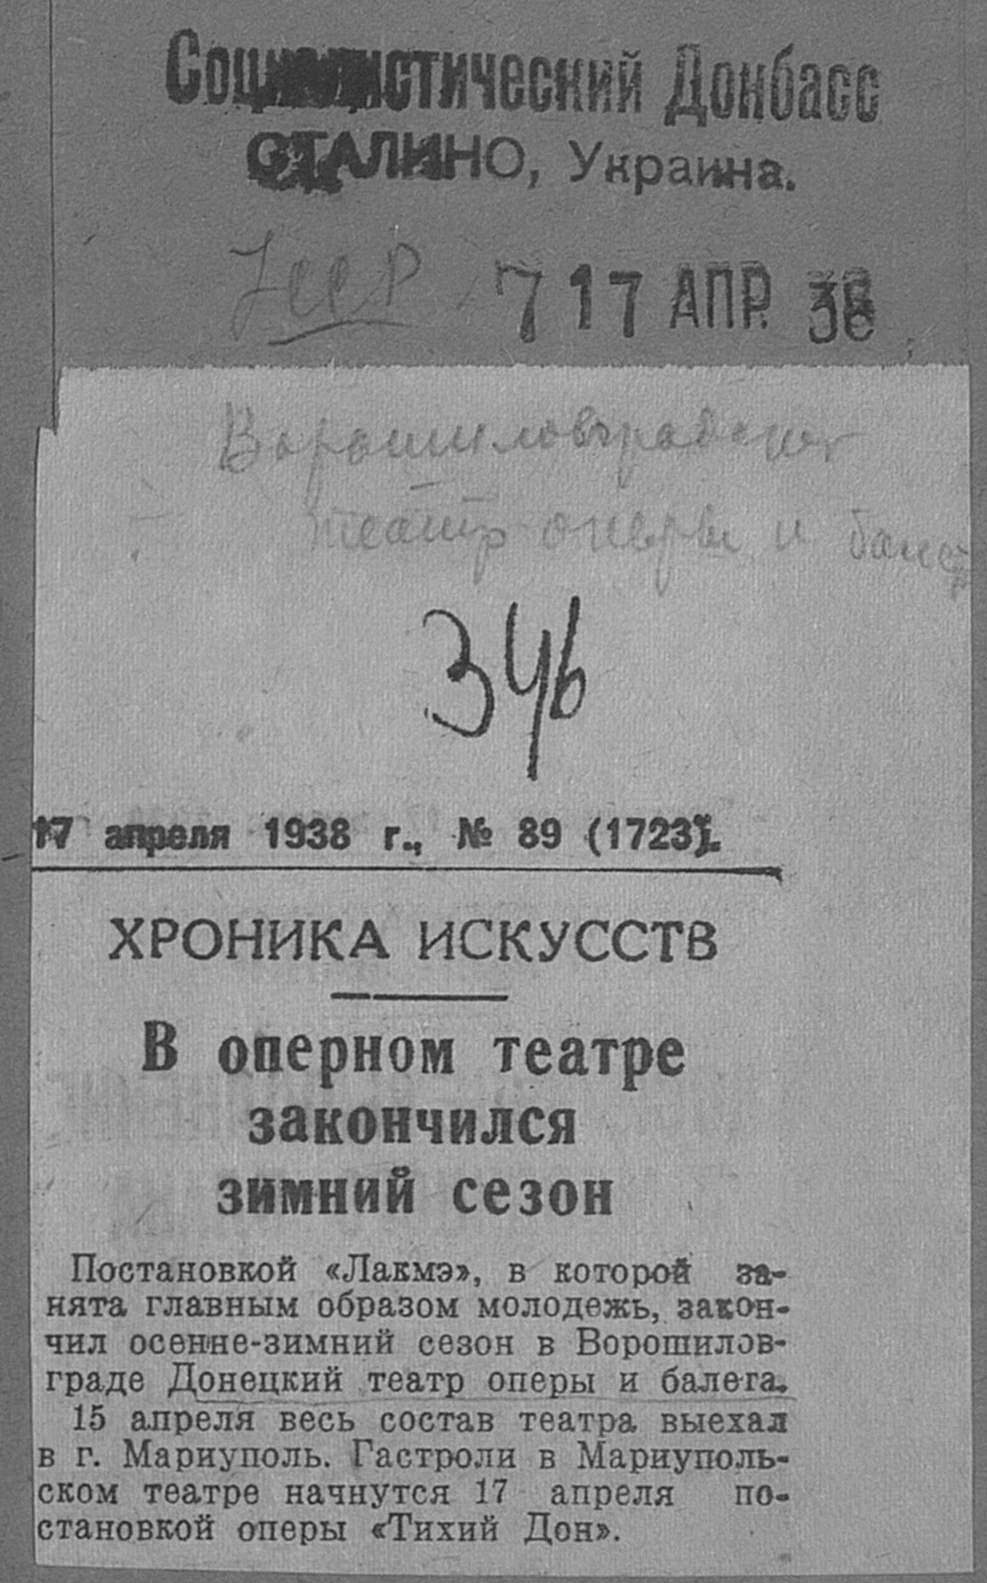 Социалистический Донбасс
СТАЛИНО, Украина.
17 АПР 38
Ворошиловградский
театр оперы и балета
346
17 апреля 1938 г., № 89 (1723).
ХРОНИКА ИСКУССТВ
В оперном театре
закончился
зимний сезон
Постановкой «Лакмэ», в которой за-
нята главным образом молодежь, закон-
чил осенне-зимний сезон в Ворошилов-
граде Донецкий театр оперы и балета.
15 апреля весь состав театра выехал
в г. Мариуполь. Гастроли в Мариуполь-
ском театре начнутся 17 апреля по-
становкой оперы «Тихий Дон».